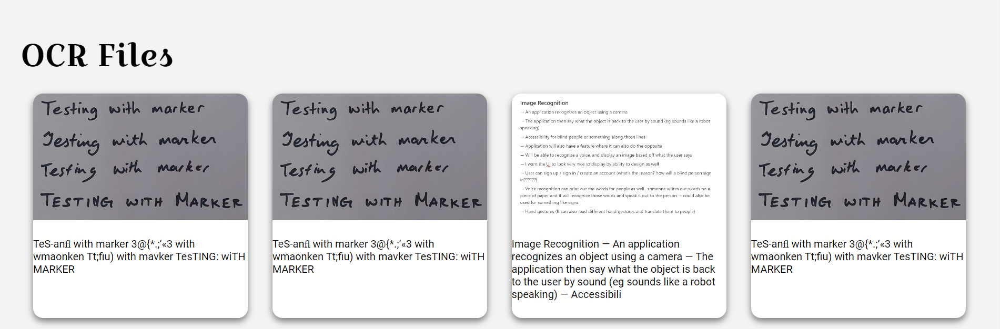 OCR Files
Testing with marker
Testing with marker
Testing with marker
TESTING WITH MARKER
TeS-anfl with marker 3@{*.;‘«3 with
wmaonken Tt;fiu) with mavker TesTING: wiTH
MARKER
Testing with marker
Testing with marker
Testing with marker
TESTING WITH MARKER
TeS-anfl with marker 3@{*.;‘«3 with
wmaonken Tt;fiu) with mavker TesTING: wiTH
MARKER
Image Recognition
→ An application recognizes an object using a camera
→ The application then say what the object is back to the user by sound (eg sounds like a robot
speaking)
→ Accessibility for blind people or something along those lines
→ Application will also have a feature where it can also do the opposite
→ Will be able to recognize a voice, and display an image based off what the user says
→ I want the Ui to look very nice to display by ability to design as well
→ User can sign up / sign in / create an account (what's the reason? how will a blind person sign
in??????)
→ Voice recognition can print out the words for people as well.. someone writes out words on a
piece of paper and it will recognize those words and speak it out to the person → could also be
used for something like signs
→ Hand gestures (It can also read different hand gestures and translate them to people)
Image Recognition — An application
recognizes an object using a camera — The
application then say what the object is back
to the user by sound (eg sounds like a robot
speaking) — Accessibili
Testing with marker
Testing with marker
Testing with marker
TESTING WITH MARKER
TeS-anfl with marker 3@{*.;‘«3 with
wmaonken Tt;fiu) with mavker TesTING: wiTH
MARKER